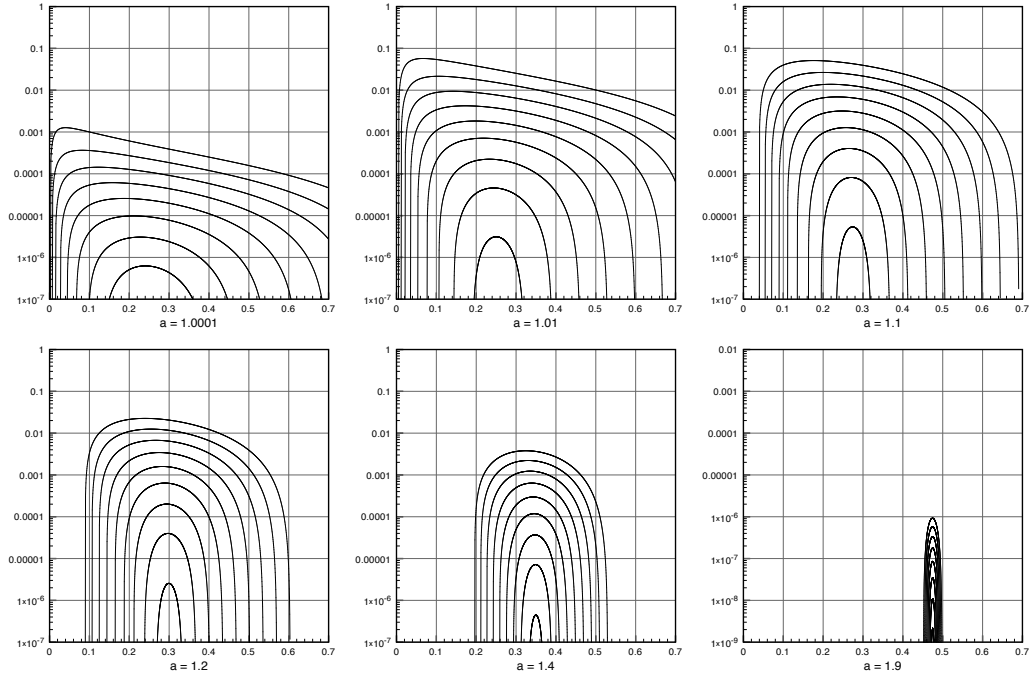 1 1 1
0.1 0.1 0.1
0.01 0.01 0.01
0.001 0.001 0.001
0.0001 0.0001 0.0001
0.00001 0.00001 0.00001
1×10⁻⁶ 1×10⁻⁶ 1×10⁻⁶
1×10⁻⁷ 1×10⁻⁷ 1×10⁻⁷
0 0.1 0.2 0.3 0.4 0.5 0.6 0.7 0 0.1 0.2 0.3 0.4 0.5 0.6 0.7 0 0.1 0.2 0.3 0.4 0.5 0.6 0.7
a = 1.0001 a = 1.01 a = 1.1
1 1 0.01
0.1 0.1 0.001
0.01 0.01 0.0001
0.001 0.001 0.00001
0.0001 0.0001 1×10⁻⁶
0.00001 0.00001 1×10⁻⁷
1×10⁻⁶ 1×10⁻⁶ 1×10⁻⁸
1×10⁻⁷ 1×10⁻⁷ 1×10⁻⁹
0 0.1 0.2 0.3 0.4 0.5 0.6 0.7 0 0.1 0.2 0.3 0.4 0.5 0.6 0.7 0 0.1 0.2 0.3 0.4 0.5 0.6 0.7
a = 1.2 a = 1.4 a = 1.9